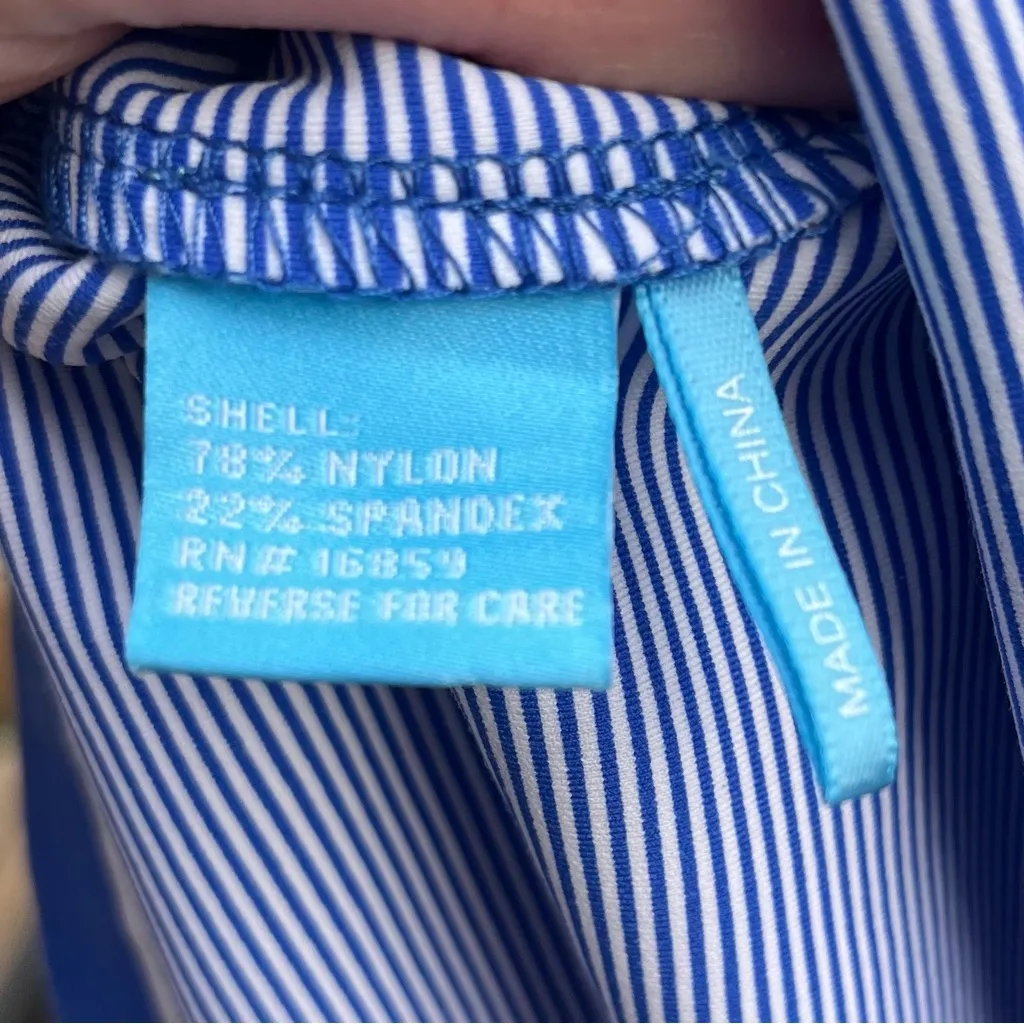 SHELL:
78% NYLON
22% SPANDEX
RN# 16859
REVERSE FOR CARE
MADE IN CHINA